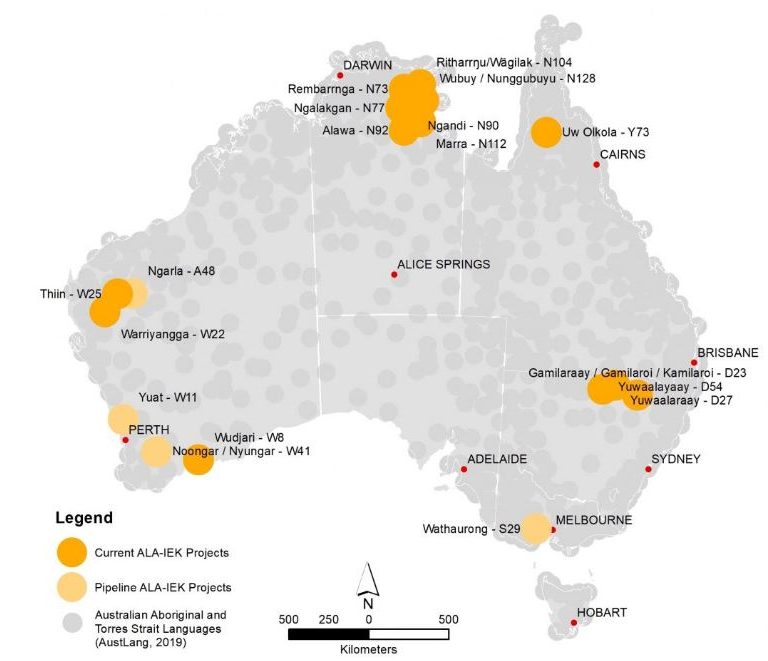 DARWIN
Ritharrŋu/Wägilak - N104
Wubuy / Nunggubuyu - N128
Rembarrnga - N73
Ngalakgan - N77
Alawa - N92
Ngandi - N90
Marra - N112
Uw Olkola - Y73
CAIRNS
ALICE SPRINGS
Ngarla - A48
Thiin - W25
Warriyangga - W22
BRISBANE
Gamilaraay / Gamilaroi / Kamilaroi - D23
Yuwaalayaay - D54
Yuwaalaraay - D27
Yuat - W11
PERTH
Wudjari - W8
Noongar / Nyungar - W41
ADELAIDE
SYDNEY
Wathaurong - S29
MELBOURNE
HOBART
Legend
Current ALA-IEK Projects
Pipeline ALA-IEK Projects
Australian Aboriginal and
Torres Strait Languages
(AustLang, 2019)
N
500 250 0 500
Kilometers